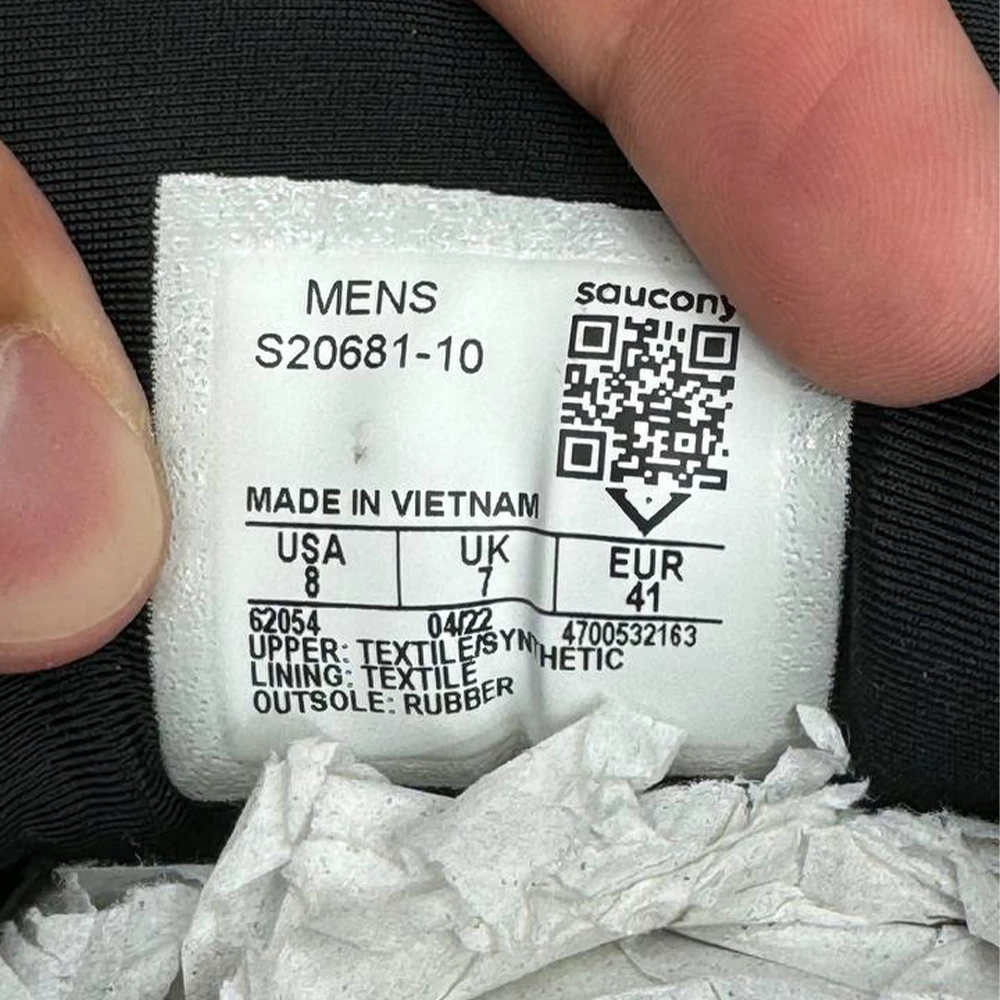 MENS
S20681-10
saucony
MADE IN VIETNAM
USA UK EUR
8 7 41
62054 04/22 4700532163
UPPER: TEXTILE/SYNTHETIC
LINING: TEXTILE
OUTSOLE: RUBBER